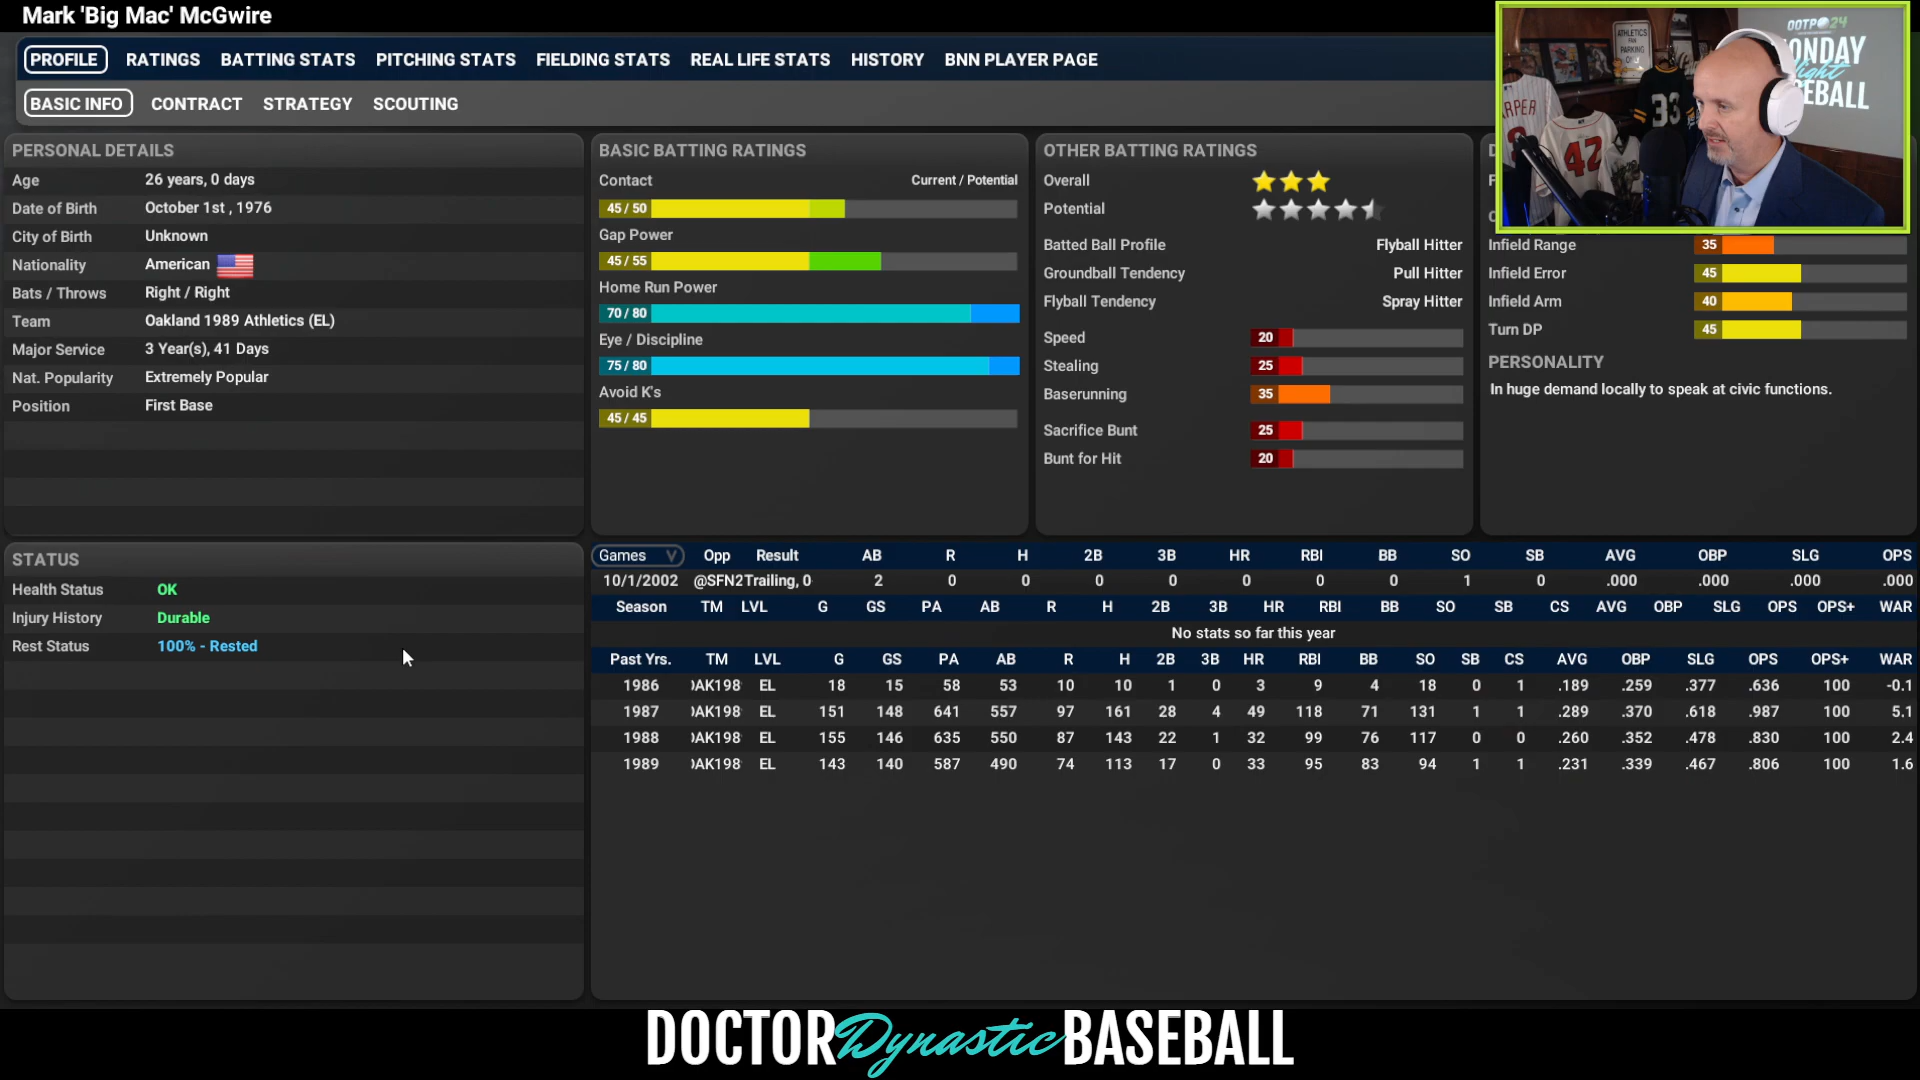 Mark 'Big Mac' McGwire
PROFILE RATINGS BATTING STATS PITCHING STATS FIELDING STATS REAL LIFE STATS HISTORY BNN PLAYER PAGE
BASIC INFO CONTRACT STRATEGY SCOUTING
OOTP 24
MONDAY
Night
ATHLETICS
PARKING
33
42
PERSONAL DETAILS
Age 26 years, 0 days
Date of Birth October 1st , 1976
City of Birth Unknown
Nationality American
Bats / Throws Right / Right
Team Oakland 1989 Athletics (EL)
Major Service 3 Year(s), 41 Days
Nat. Popularity Extremely Popular
Position First Base
BASIC BATTING RATINGS
Contact Current / Potential
45 / 50
Gap Power
45 / 55
Home Run Power
70 / 80
Eye / Discipline
75 / 80
Avoid K's
45 / 45
OTHER BATTING RATINGS
Overall
Potential
Batted Ball Profile Flyball Hitter
Groundball Tendency Pull Hitter
Flyball Tendency Spray Hitter
Speed 20
Stealing 25
Baserunning 35
Sacrifice Bunt 25
Bunt for Hit 20
Infield Range 35
Infield Error 45
Infield Arm 40
Turn DP 45
PERSONALITY
In huge demand locally to speak at civic functions.
STATUS
Health Status OK
Injury History Durable
Rest Status 100% - Rested
Games Opp Result AB R H 2B 3B HR RBI BB SO SB AVG OBP SLG OPS
10/1/2002 @SFN2 Trailing, 0- 2 0 0 0 0 0 0 0 1 0 .000 .000 .000 .000
Season TM LVL G GS PA AB R H 2B 3B HR RBI BB SO SB CS AVG OBP SLG OPS OPS+ WAR
No stats so far this year
Past Yrs. TM LVL G GS PA AB R H 2B 3B HR RBI BB SO SB CS AVG OBP SLG OPS OPS+ WAR
1986 OAK198 EL 18 15 58 53 10 10 1 0 3 9 4 18 0 1 .189 .259 .377 .636 100 -0.1
1987 OAK198 EL 151 148 641 557 97 161 28 4 49 118 71 131 1 1 .289 .370 .618 .987 100 5.1
1988 OAK198 EL 155 146 635 550 87 143 22 1 32 99 76 117 0 0 .260 .352 .478 .830 100 2.4
1989 OAK198 EL 143 140 587 490 74 113 17 0 33 95 83 94 1 1 .231 .339 .467 .806 100 1.6
DOCTOR Dynastic BASEBALL